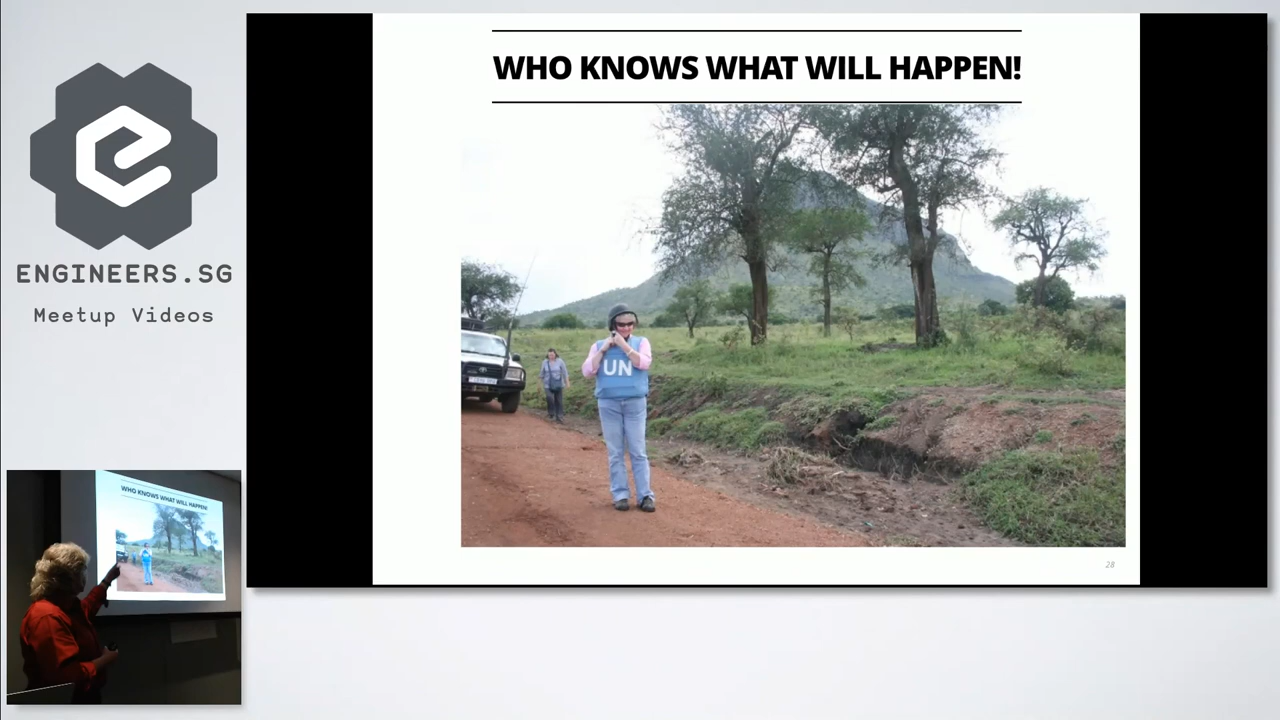 ENGINEERS.SG
Meetup Videos
WHO KNOWS WHAT WILL HAPPEN!
UN
28
WHO KNOWS WHAT WILL HAPPEN!